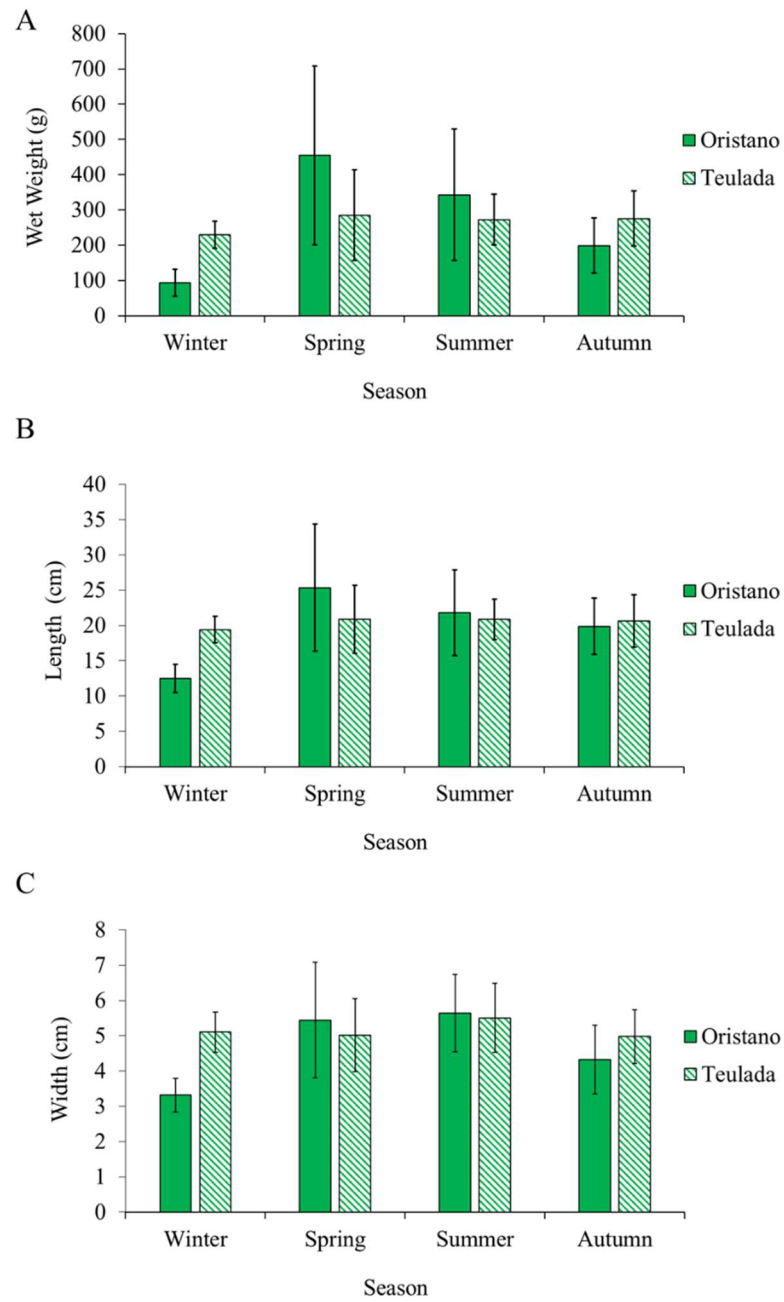 A
800
700
600
500
400
300
200
100
0
Wet Weight (g)
Oristano
Teulada
Winter Spring Summer Autumn
Season
B
40
35
30
25
20
15
10
5
0
Length (cm)
Oristano
Teulada
Winter Spring Summer Autumn
Season
C
8
7
6
5
4
3
2
1
0
Width (cm)
Oristano
Teulada
Winter Spring Summer Autumn
Season